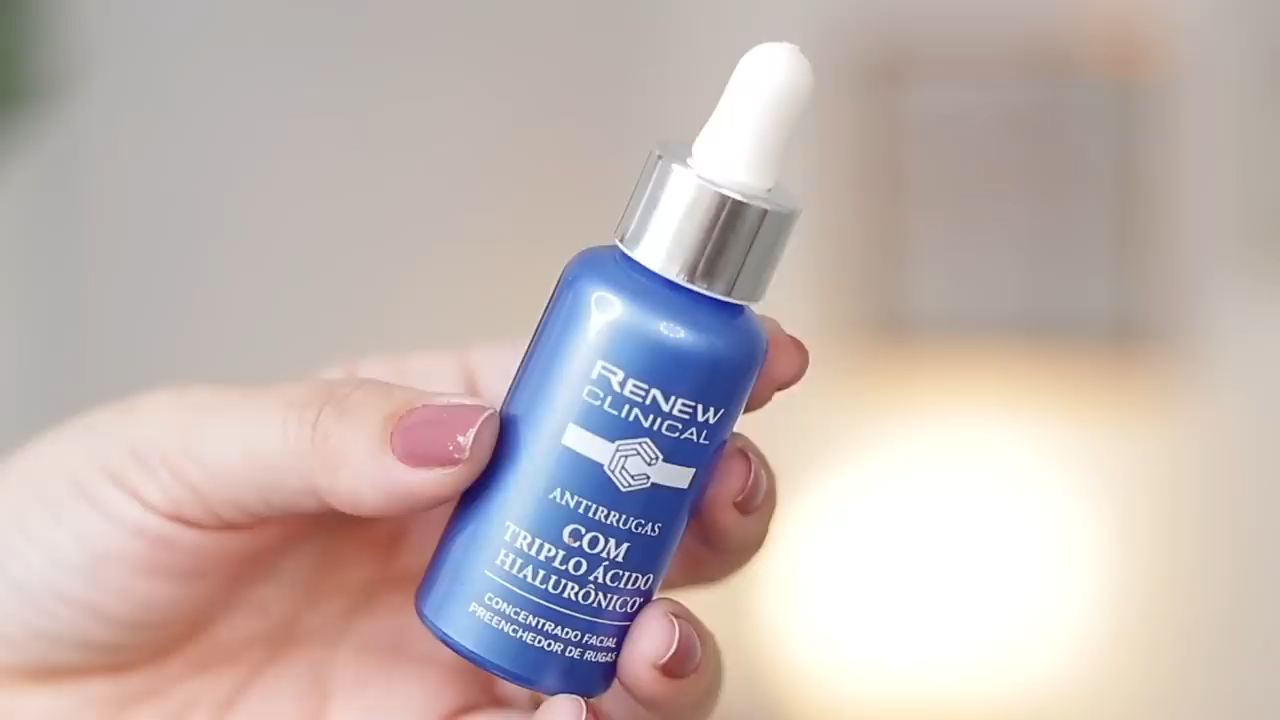 RENEW
CLINICAL
ANTIRRUGAS
COM
TRIPLO ÁCIDO
HIALURÔNICO*
CONCENTRADO FACIAL
PREENCHEDOR DE RUGAS